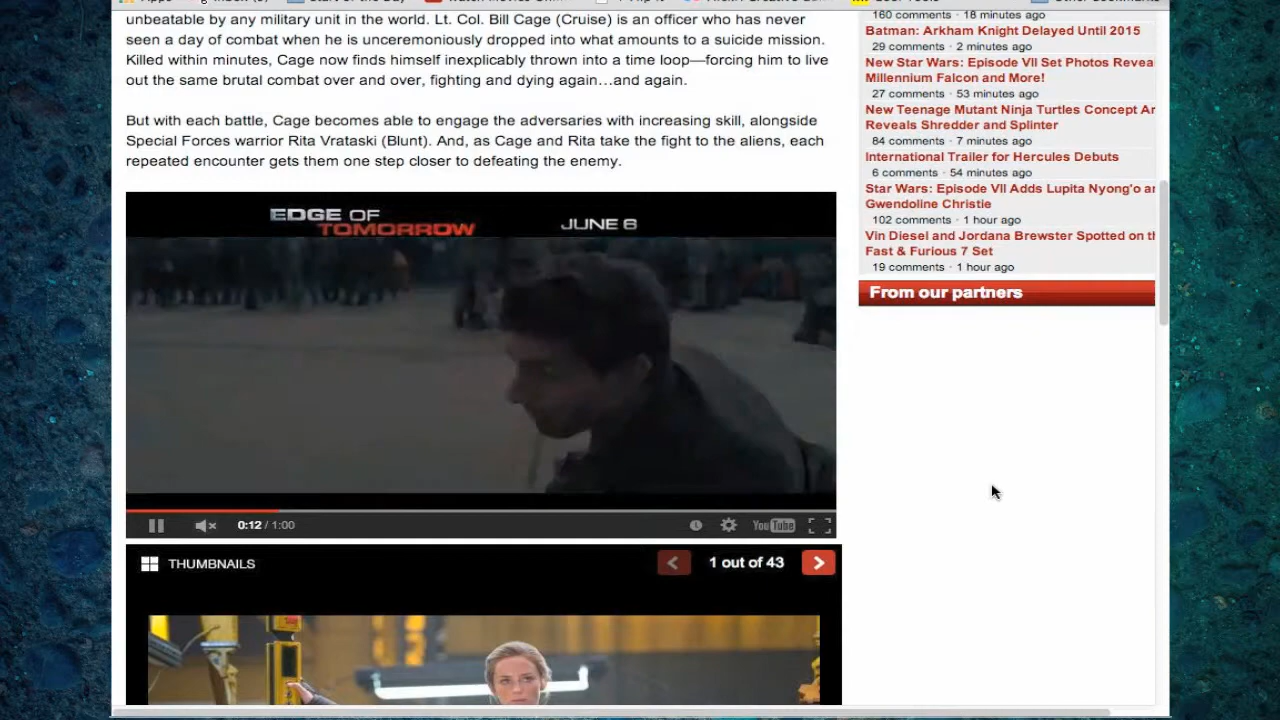 unbeatable by any military unit in the world. Lt. Col. Bill Cage (Cruise) is an officer who has never
seen a day of combat when he is unceremoniously dropped into what amounts to a suicide mission.
Killed within minutes, Cage now finds himself inexplicably thrown into a time loop—forcing him to live
out the same brutal combat over and over, fighting and dying again…and again.
But with each battle, Cage becomes able to engage the adversaries with increasing skill, alongside
Special Forces warrior Rita Vrataski (Blunt). And, as Cage and Rita take the fight to the aliens, each
repeated encounter gets them one step closer to defeating the enemy.
EDGE OF
TOMORROW
JUNE 6
0:12 / 1:00
YouTube
THUMBNAILS
1 out of 43
160 comments · 18 minutes ago
Batman: Arkham Knight Delayed Until 2015
29 comments · 2 minutes ago
New Star Wars: Episode VII Set Photos Revea
Millennium Falcon and More!
27 comments · 53 minutes ago
New Teenage Mutant Ninja Turtles Concept Ar
Reveals Shredder and Splinter
84 comments · 7 minutes ago
International Trailer for Hercules Debuts
6 comments · 54 minutes ago
Star Wars: Episode VII Adds Lupita Nyong'o an
Gwendoline Christie
102 comments · 1 hour ago
Vin Diesel and Jordana Brewster Spotted on th
Fast & Furious 7 Set
19 comments · 1 hour ago
From our partners